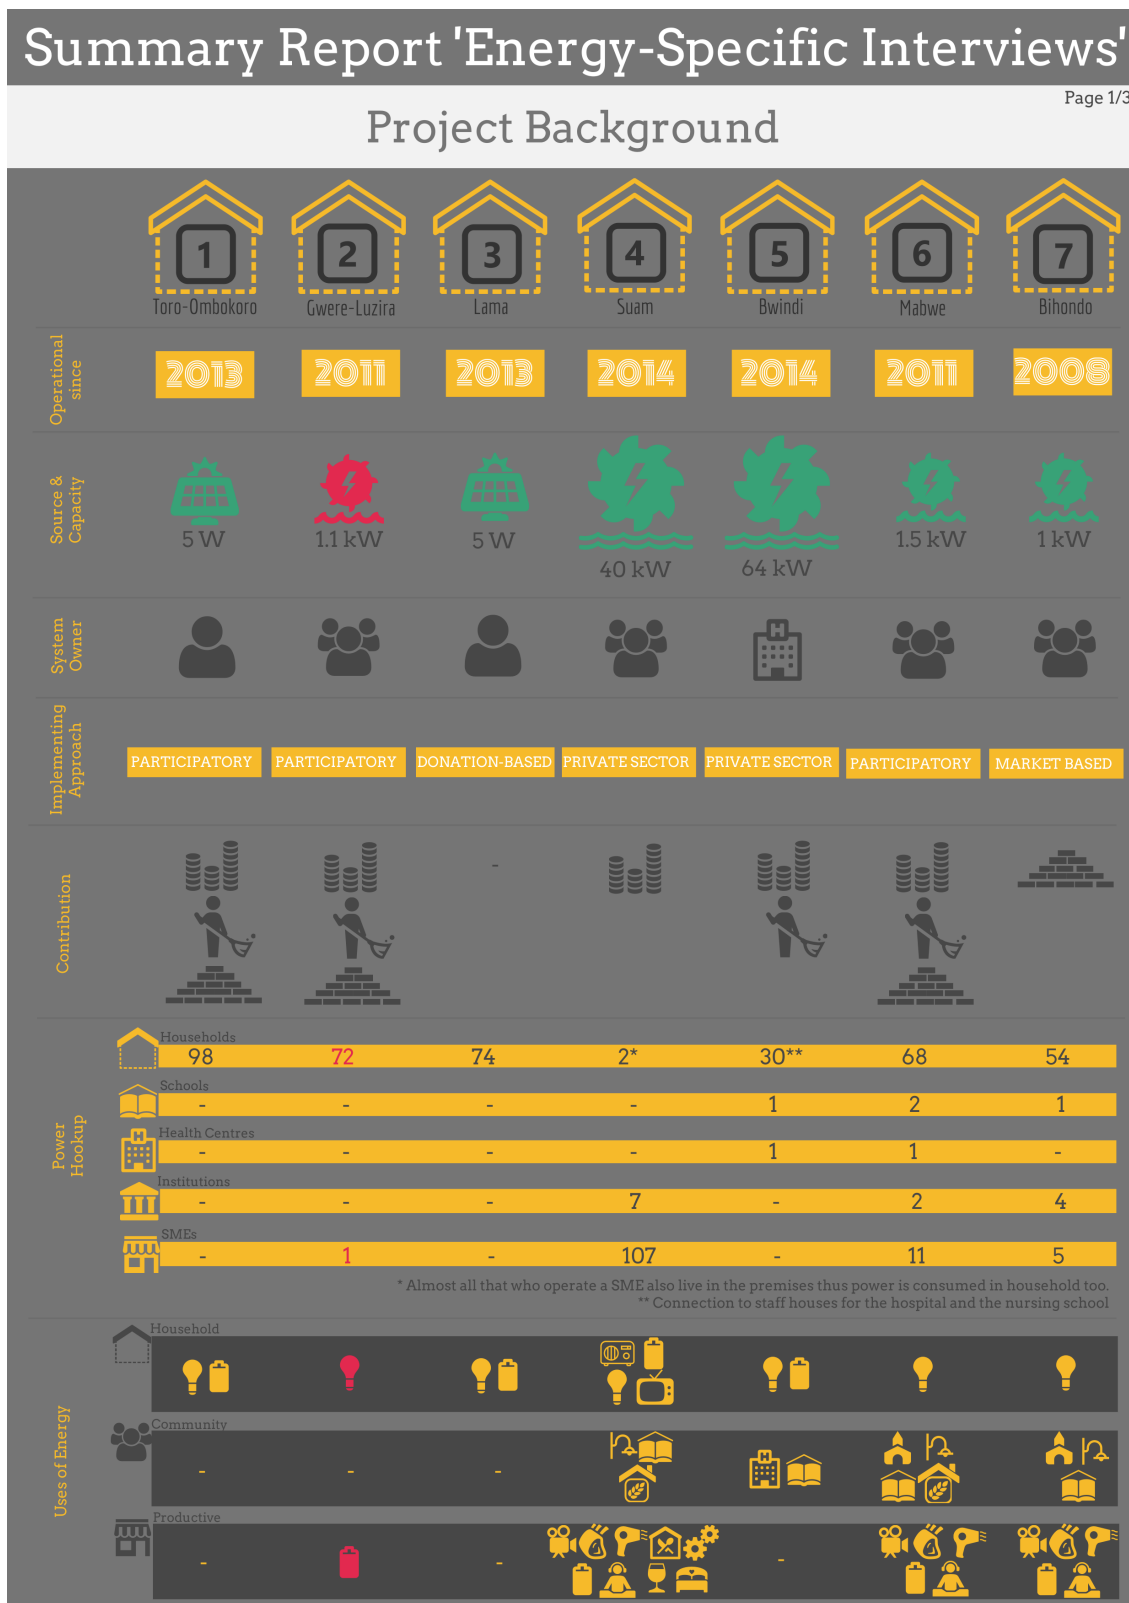 Summary Report 'Energy-Specific Interviews'
Page 1/3
Project Background
1 2 3 4 5 6 7
Toro-Ombokoro Gwere-Luzira Lama Suam Bwindi Mabwe Bihondo
Operational
since
2013 2011 2013 2014 2014 2011 2008
Source &
Capacity
5 W 1.1 kW 5 W 40 kW 64 kW 1.5 kW 1 kW
System
Owner
H
Implementing
Approach
PARTICIPATORY PARTICIPATORY DONATION-BASED PRIVATE SECTOR PRIVATE SECTOR PARTICIPATORY MARKET BASED
Contribution
-
Power
Hookup
Households
98 72 74 2* 30** 68 54
Schools
- - - - 1 2 1
Health Centres
H
- - - - 1 1 -
Institutions
- - - 7 - 2 4
SMEs
- 1 - 107 - 11 5
* Almost all that who operate a SME also live in the premises thus power is consumed in household too.
** Connection to staff houses for the hospital and the nursing school
Uses of Energy
Household
Community
- - -
H
Productive
- - -